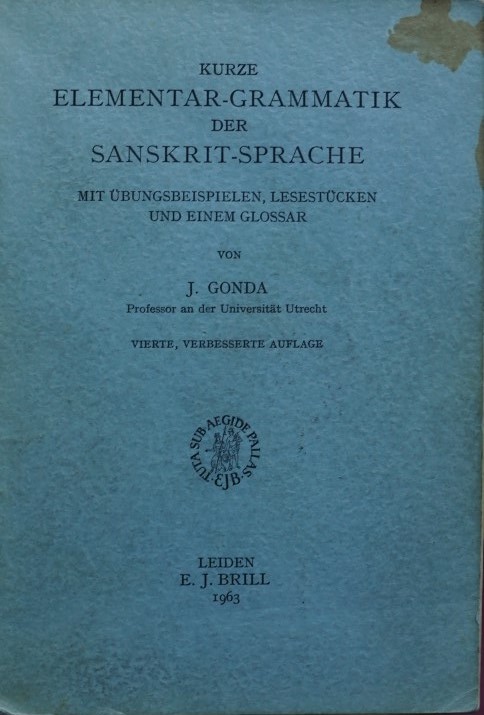 KURZE
ELEMENTAR-GRAMMATIK
DER
SANSKRIT-SPRACHE
MIT ÜBUNGSBEISPIELEN, LESESTÜCKEN
UND EINEM GLOSSAR
VON
J. GONDA
Professor an der Universität Utrecht
VIERTE, VERBESSERTE AUFLAGE
TUTA·SUB·AEGIDE·PALLAS·EJB·
LEIDEN
E. J. BRILL
1963